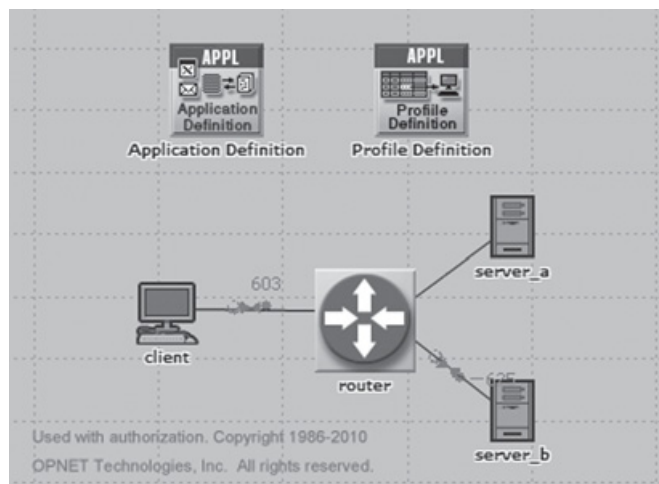 APPL
Application
Definition
Application Definition
APPL
Profiile
Definition
Profile Definition
server_a
603
client
router
server_b
Used with authorization. Copyright 1986-2010
OPNET Technologies, Inc. All rights reserved.